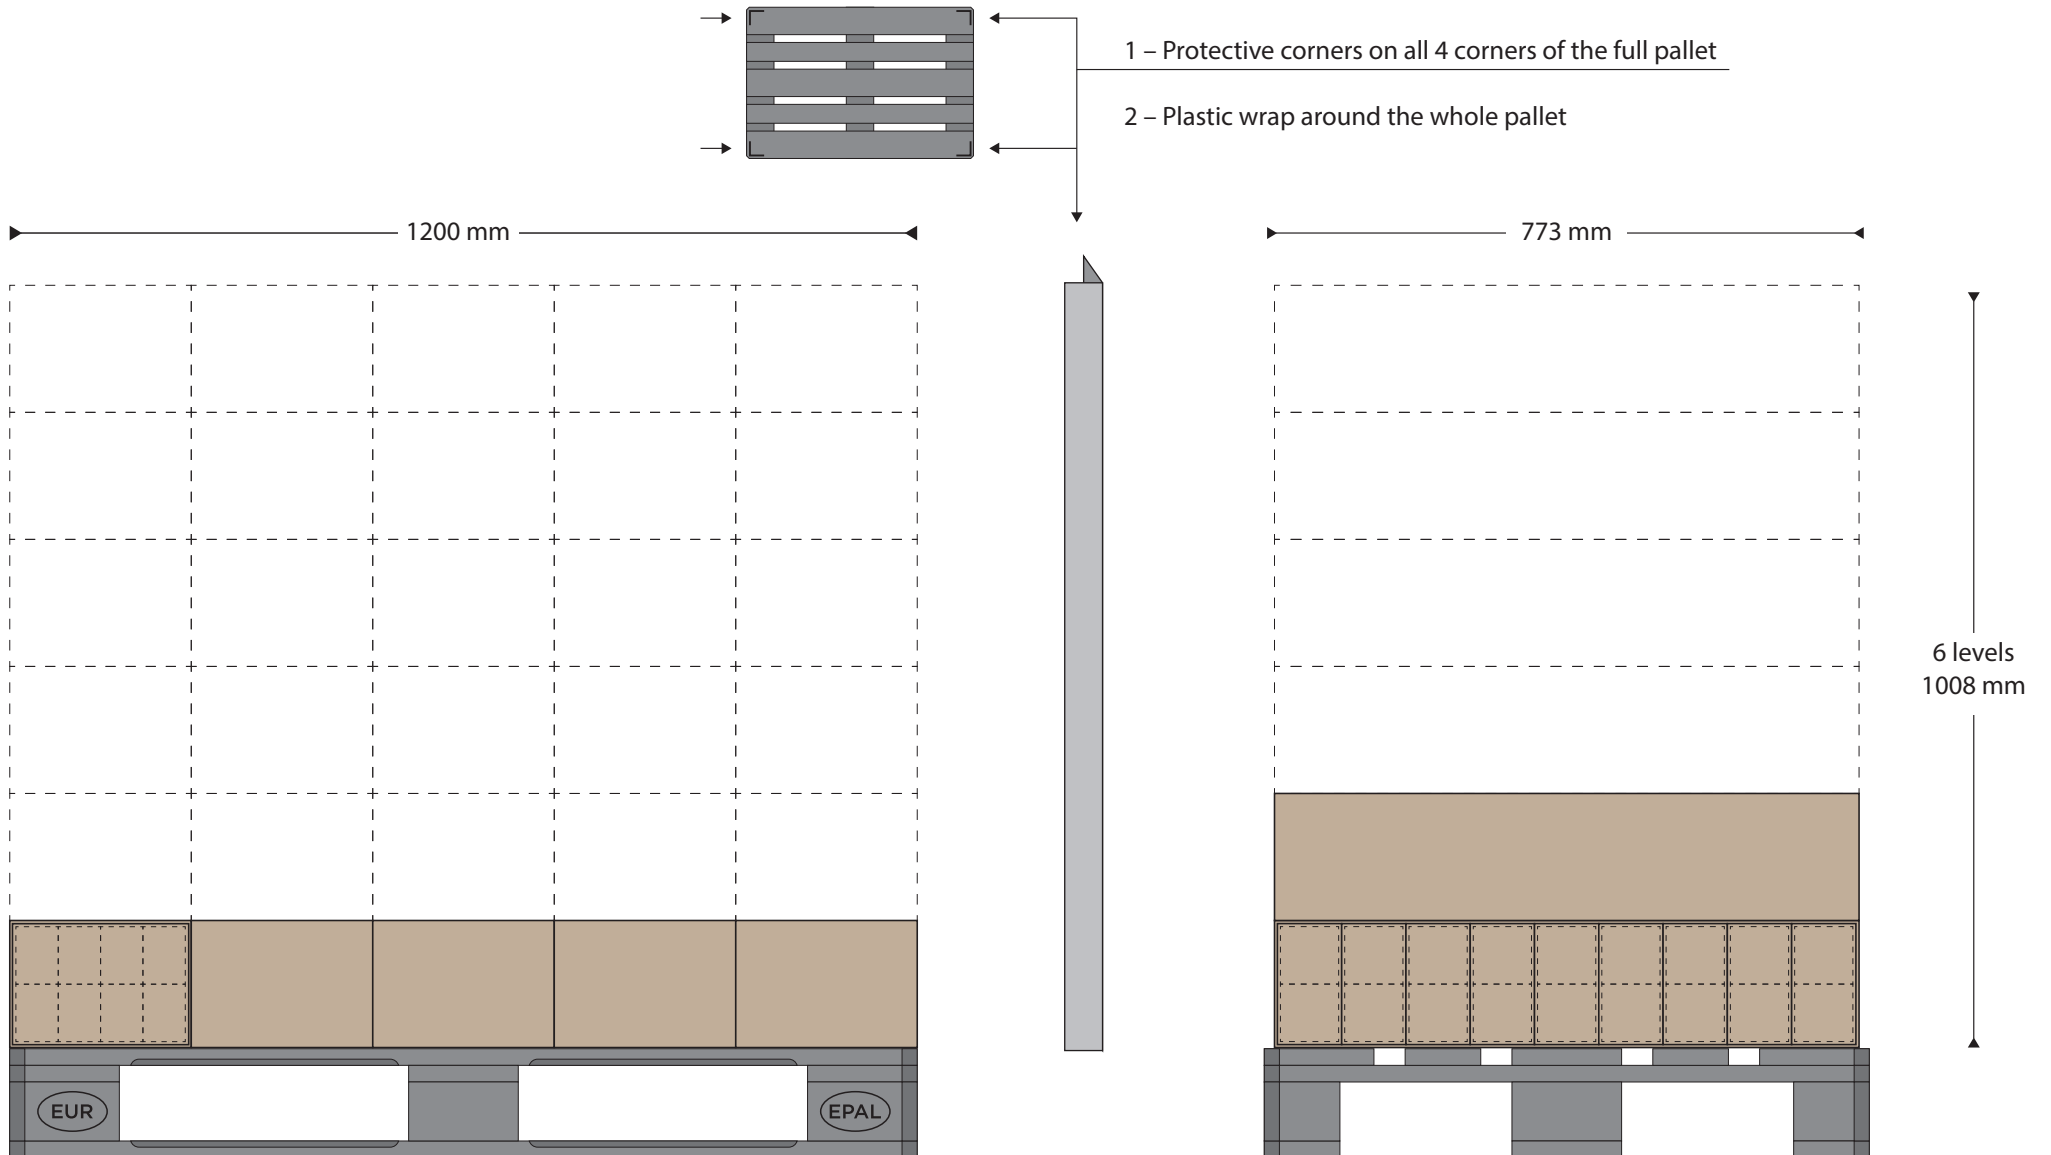 1 – Protective corners on all 4 corners of the full pallet
2 – Plastic wrap around the whole pallet
1200 mm
773 mm
6 levels
1008 mm
EUR
EPAL